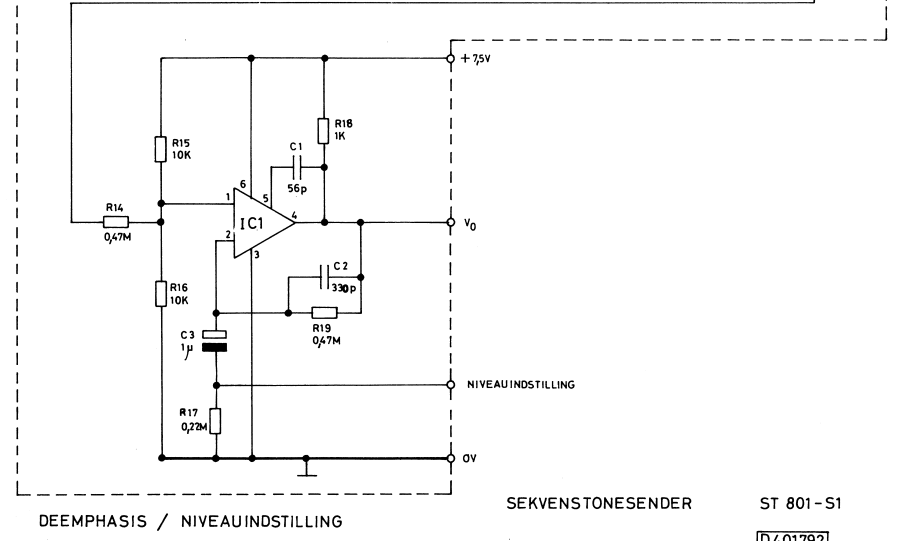 + 7,5V
R18
1K
R15
10K
C1
56p
6
5
1
R14
0,47M
IC1
4
V0
2
3
R16
10K
C2
330p
R19
0,47M
C3
1µ
NIVEAUINDSTILLING
R17
0,22M
0V
SEKVENSTONESENDER ST 801-S1
DEEMPHASIS / NIVEAUINDSTILLING
D401792